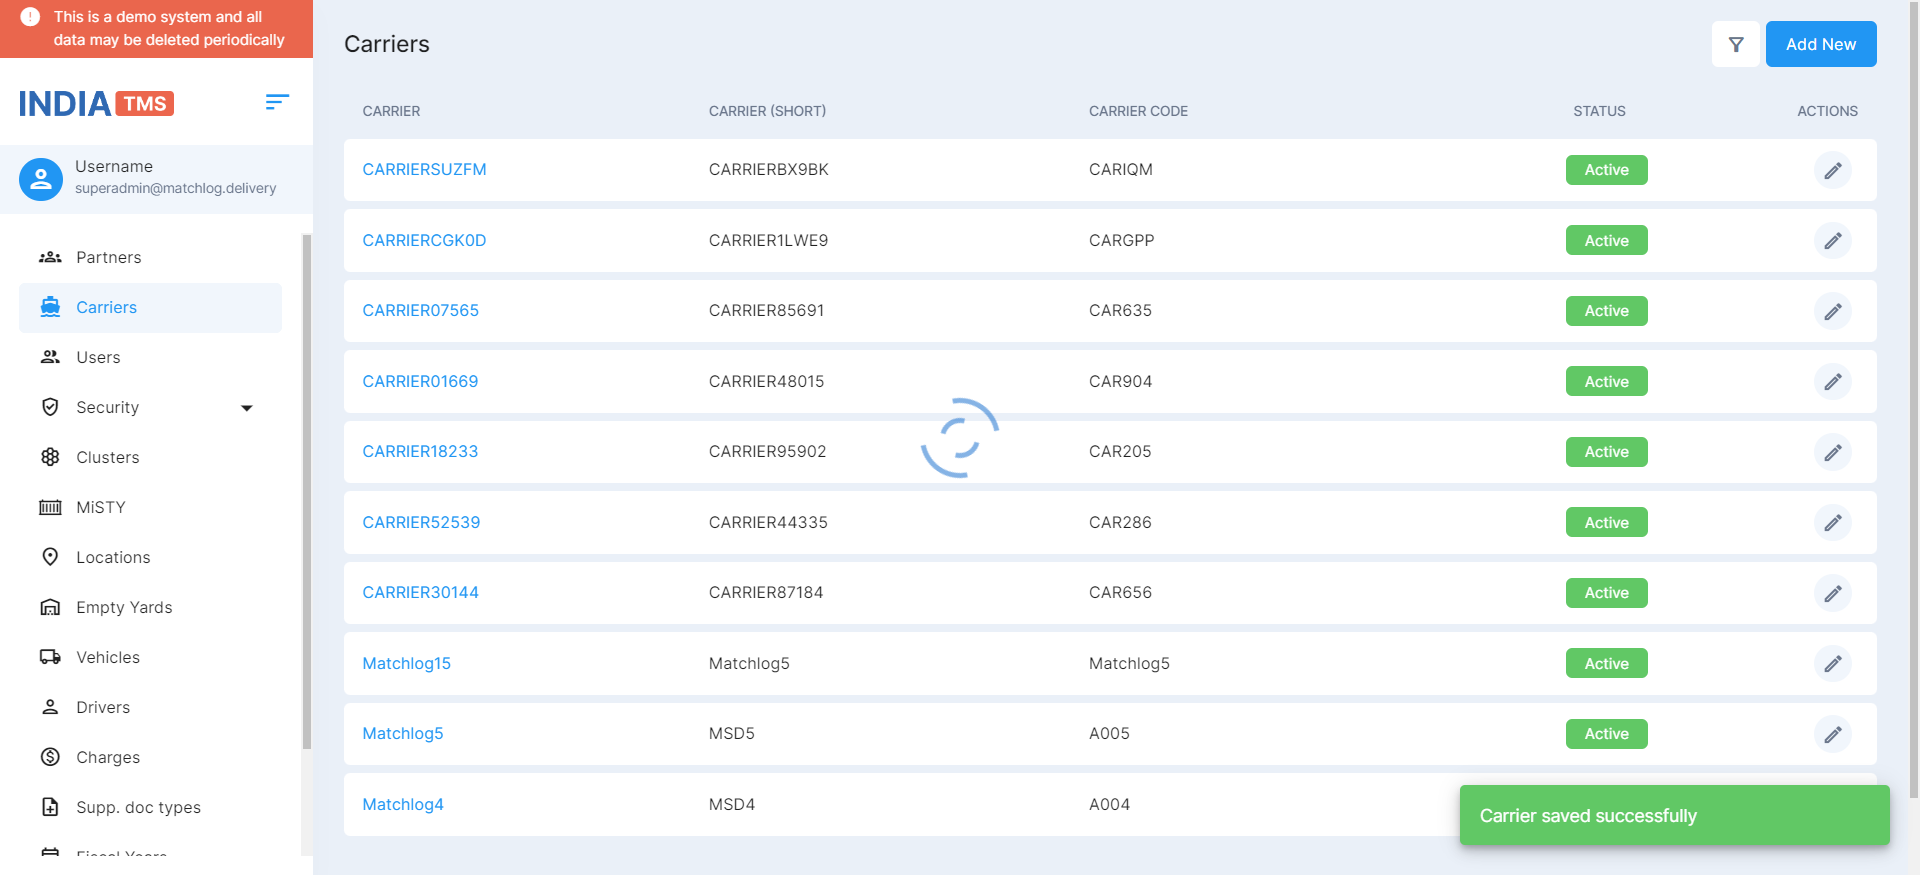 This is a demo system and all
data may be deleted periodically
INDIA TMS
Username
superadmin@matchlog.delivery
Partners
Carriers
Users
Security
Clusters
MiSTY
Locations
Empty Yards
Vehicles
Drivers
Charges
Supp. doc types
Fiscal Years
Carriers
Add New
CARRIER CARRIER (SHORT) CARRIER CODE STATUS ACTIONS
CARRIERSUZFM CARRIERBX9BK CARIQM Active
CARRIERCGK0D CARRIER1LWE9 CARGPP Active
CARRIER07565 CARRIER85691 CAR635 Active
CARRIER01669 CARRIER48015 CAR904 Active
CARRIER18233 CARRIER95902 CAR205 Active
CARRIER52539 CARRIER44335 CAR286 Active
CARRIER30144 CARRIER87184 CAR656 Active
Matchlog15 Matchlog5 Matchlog5 Active
Matchlog5 MSD5 A005 Active
Matchlog4 MSD4 A004
Carrier saved successfully